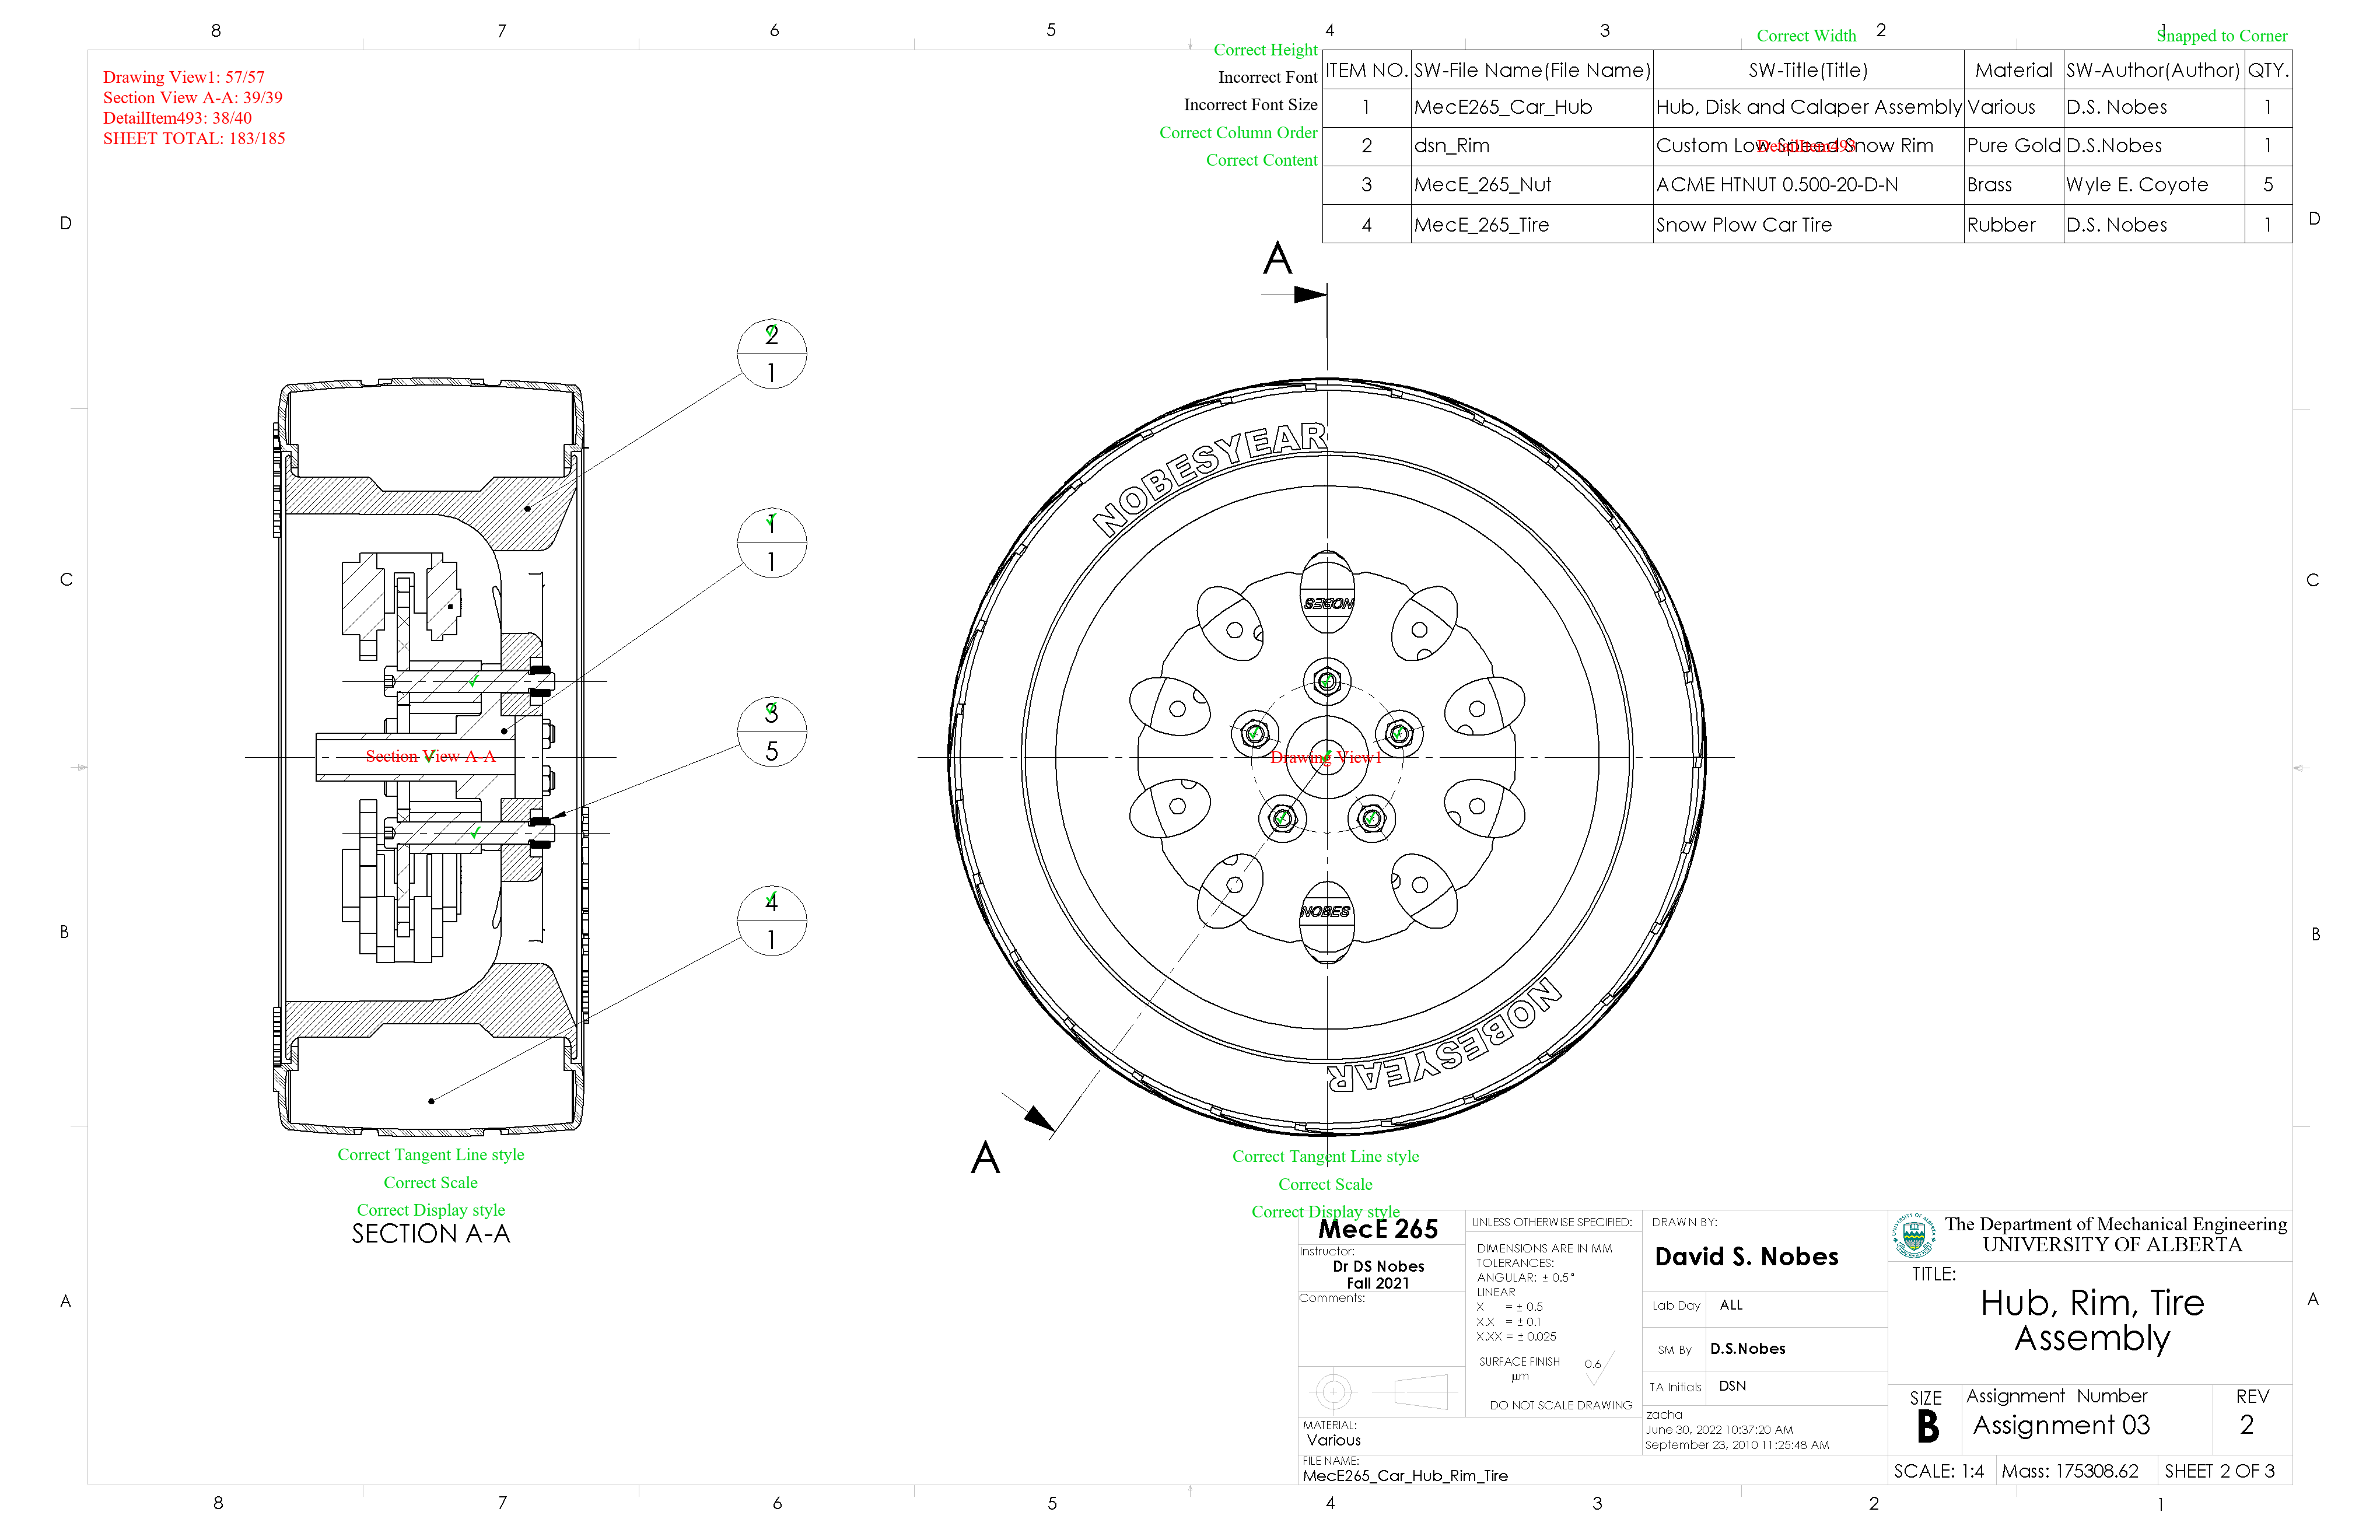 8 7 6 5 4 3 2 1
Correct Height
Correct Width
Snapped to Corner
Drawing View1: 57/57
Section View A-A: 39/39
DetailItem493: 38/40
SHEET TOTAL: 183/185
Incorrect Font
Incorrect Font Size
Correct Column Order
Correct Content
ITEM NO. SW-File Name(File Name) SW-Title(Title) Material SW-Author(Author) QTY.
1 MecE265_Car_Hub Hub, Disk and Calaper Assembly Various D.S. Nobes 1
2 dsn_Rim Custom Low Speed Snow Rim Pure Gold D.S.Nobes 1
DetailItem493
3 MecE_265_Nut ACME HTNUT 0.500-20-D-N Brass Wyle E. Coyote 5
4 MecE_265_Tire Snow Plow Car Tire Rubber D.S. Nobes 1
D
D
A
2
1
NOBESYEAR
1
1
C
C
NOBES
3
5
Section View A-A
Drawing View1
4
1
NOBES
B
B
NOBESYEAR
A
Correct Tangent Line style
Correct Scale
Correct Display style
SECTION A-A
Correct Tangent Line style
Correct Scale
Correct Display style
A
A
MecE 265
Instructor:
Dr DS Nobes
Fall 2021
Comments:
UNLESS OTHERWISE SPECIFIED:
DIMENSIONS ARE IN MM
TOLERANCES:
ANGULAR: ± 0.5°
LINEAR
X = ± 0.5
X.X = ± 0.1
X.XX = ± 0.025
SURFACE FINISH 0.6
µm
DO NOT SCALE DRAWING
MATERIAL:
Various
FILE NAME:
MecE265_Car_Hub_Rim_Tire
DRAWN BY:
David S. Nobes
Lab Day ALL
SM By D.S.Nobes
TA Initials DSN
zacha
June 30, 2022 10:37:20 AM
September 23, 2010 11:25:48 AM
UNIVERSITY OF ALBERTA
The Department of Mechanical Engineering
UNIVERSITY OF ALBERTA
TITLE:
Hub, Rim, Tire
Assembly
SIZE
B
Assignment Number
Assignment 03
REV
2
SCALE: 1:4 Mass: 175308.62 SHEET 2 OF 3
8 7 6 5 4 3 2 1